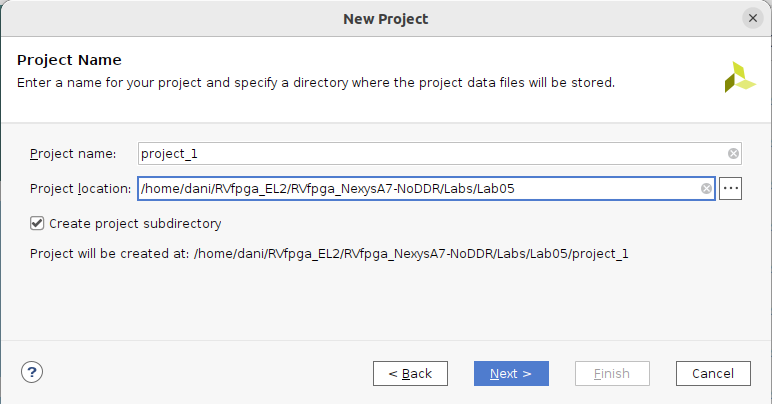 New Project
Project Name
Enter a name for your project and specify a directory where the project data files will be stored.
Project name: project_1
Project location: /home/dani/RVfpga_EL2/RVfpga_NexysA7-NoDDR/Labs/Lab05
Create project subdirectory
Project will be created at: /home/dani/RVfpga_EL2/RVfpga_NexysA7-NoDDR/Labs/Lab05/project_1
? < Back Next > Finish Cancel